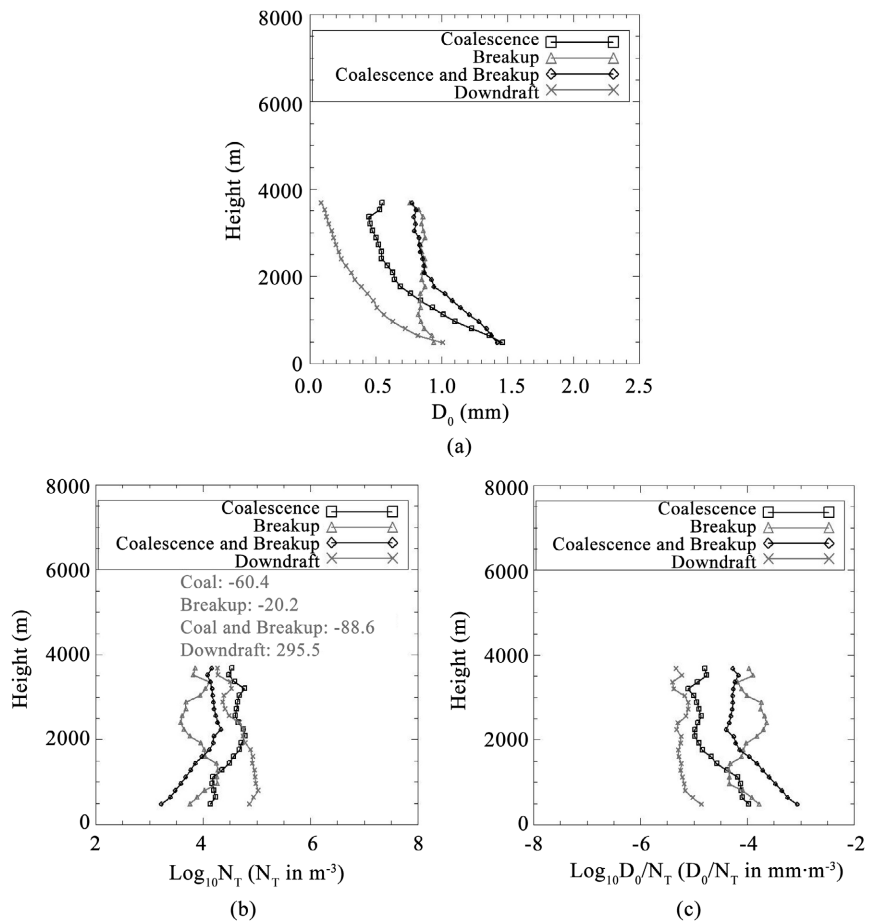 Coalescence
Breakup
Coalescence and Breakup
Downdraft
8000
6000
4000
2000
0
Height (m)
0.0 0.5 1.0 1.5 2.0 2.5
D₀ (mm)
(a)
Coalescence
Breakup
Coalescence and Breakup
Downdraft
Coal: -60.4
Breakup: -20.2
Coal and Breakup: -88.6
Downdraft: 295.5
8000
6000
4000
2000
0
Height (m)
2 4 6 8
Log₁₀N_T (N_T in m⁻³)
(b)
Coalescence
Breakup
Coalescence and Breakup
Downdraft
8000
6000
4000
2000
0
Height (m)
-8 -6 -4 -2
Log₁₀D₀/N_T (D₀/N_T in mm·m⁻³)
(c)